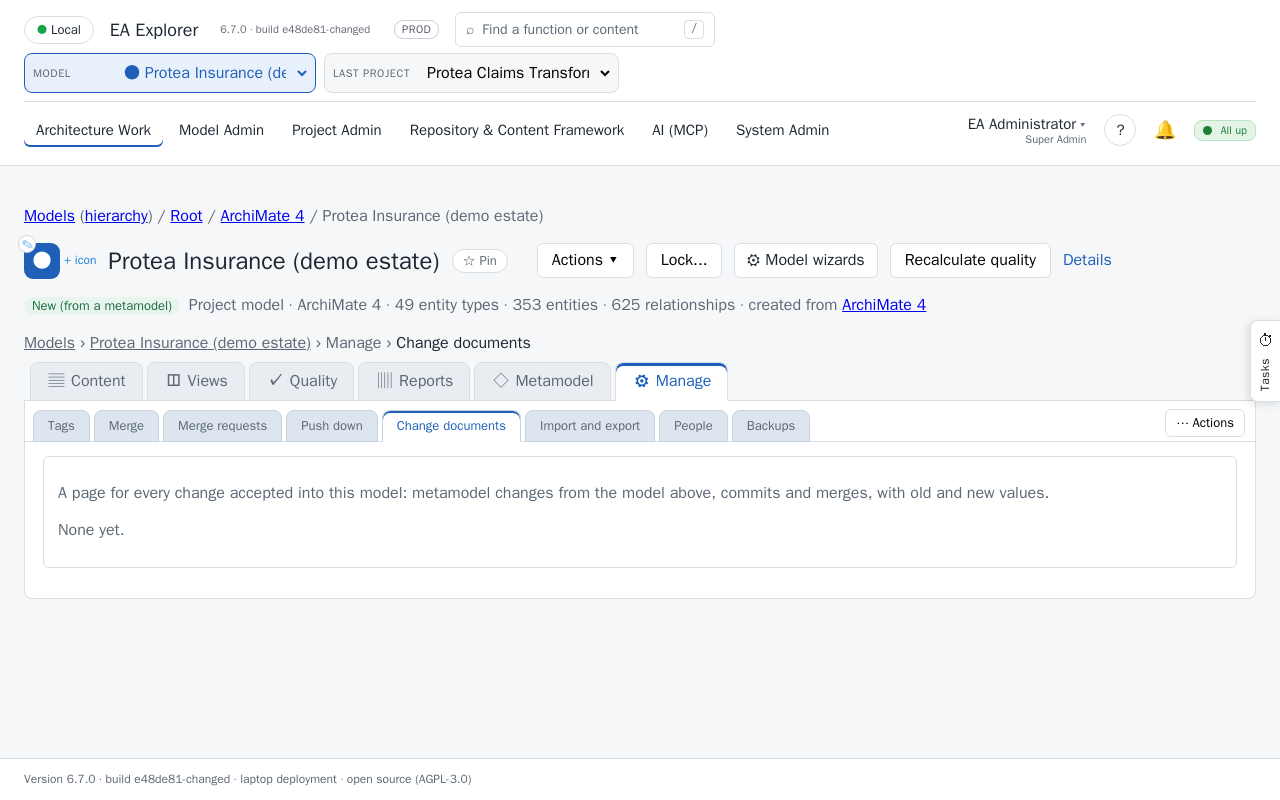 Local EA Explorer 6.7.0 · build e48de81-changed PROD Find a function or content /
MODEL Protea Insurance (de LAST PROJECT Protea Claims Transfor
Architecture Work Model Admin Project Admin Repository & Content Framework AI (MCP) System Admin EA Administrator ? All up
Super Admin
Models (hierarchy) / Root / ArchiMate 4 / Protea Insurance (demo estate)
+ icon Protea Insurance (demo estate) ☆ Pin Actions ▾ Lock... ⚙ Model wizards Recalculate quality Details
New (from a metamodel) Project model · ArchiMate 4 · 49 entity types · 353 entities · 625 relationships · created from ArchiMate 4
Models › Protea Insurance (demo estate) › Manage › Change documents
Content Views Quality Reports Metamodel Manage
Tags Merge Merge requests Push down Change documents Import and export People Backups ··· Actions
A page for every change accepted into this model: metamodel changes from the model above, commits and merges, with old and new values.
None yet.
Tasks
Version 6.7.0 · build e48de81-changed · laptop deployment · open source (AGPL-3.0)